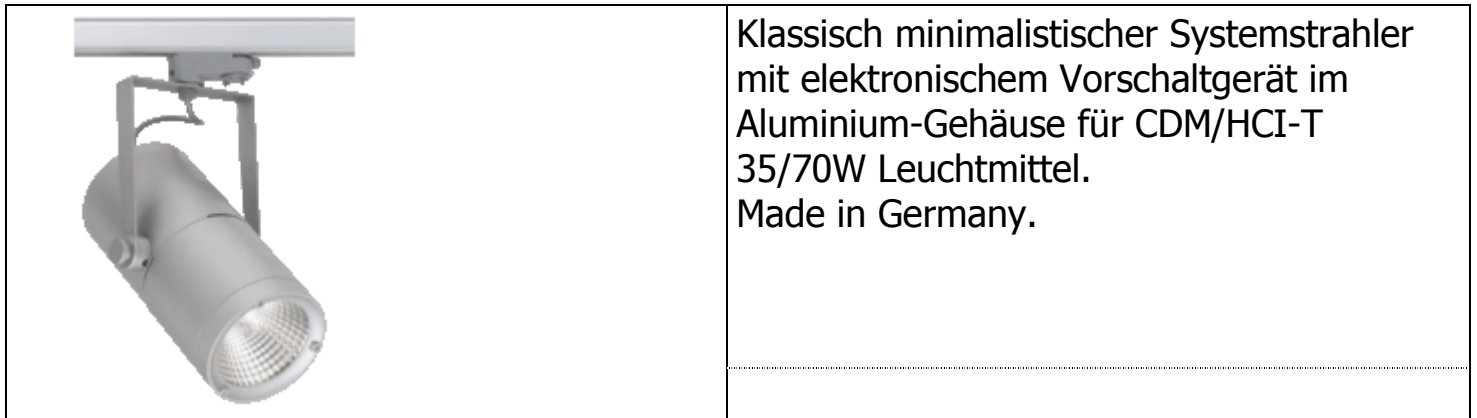 Klassisch minimalistischer Systemstrahler
mit elektronischem Vorschaltgerät im
Aluminium-Gehäuse für CDM/HCI-T
35/70W Leuchtmittel.
Made in Germany.